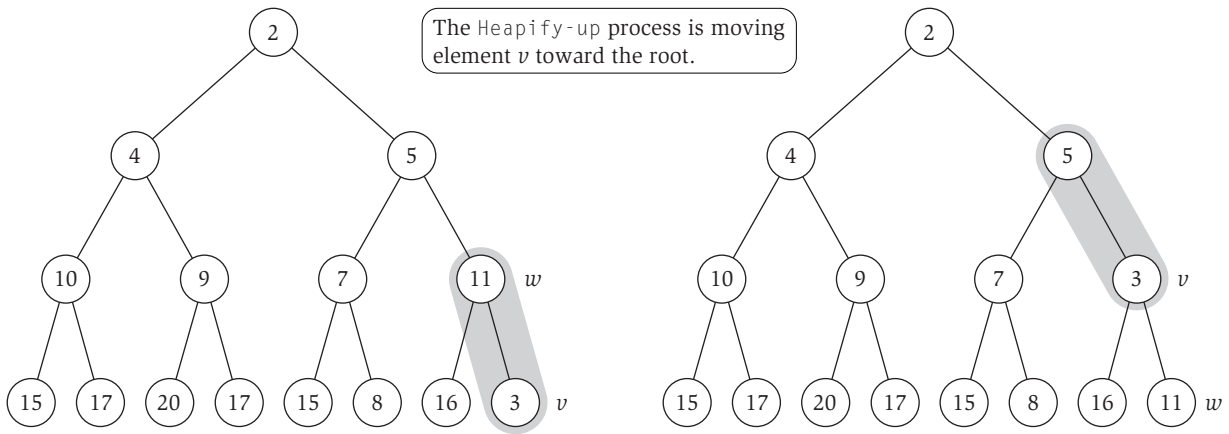 The Heapify-up process is moving
element v toward the root.
2
4 5
10 9 7 11 w
15 17 20 17 15 8 16 3 v
2
4 5
10 9 7 3 v
15 17 20 17 15 8 16 11 w